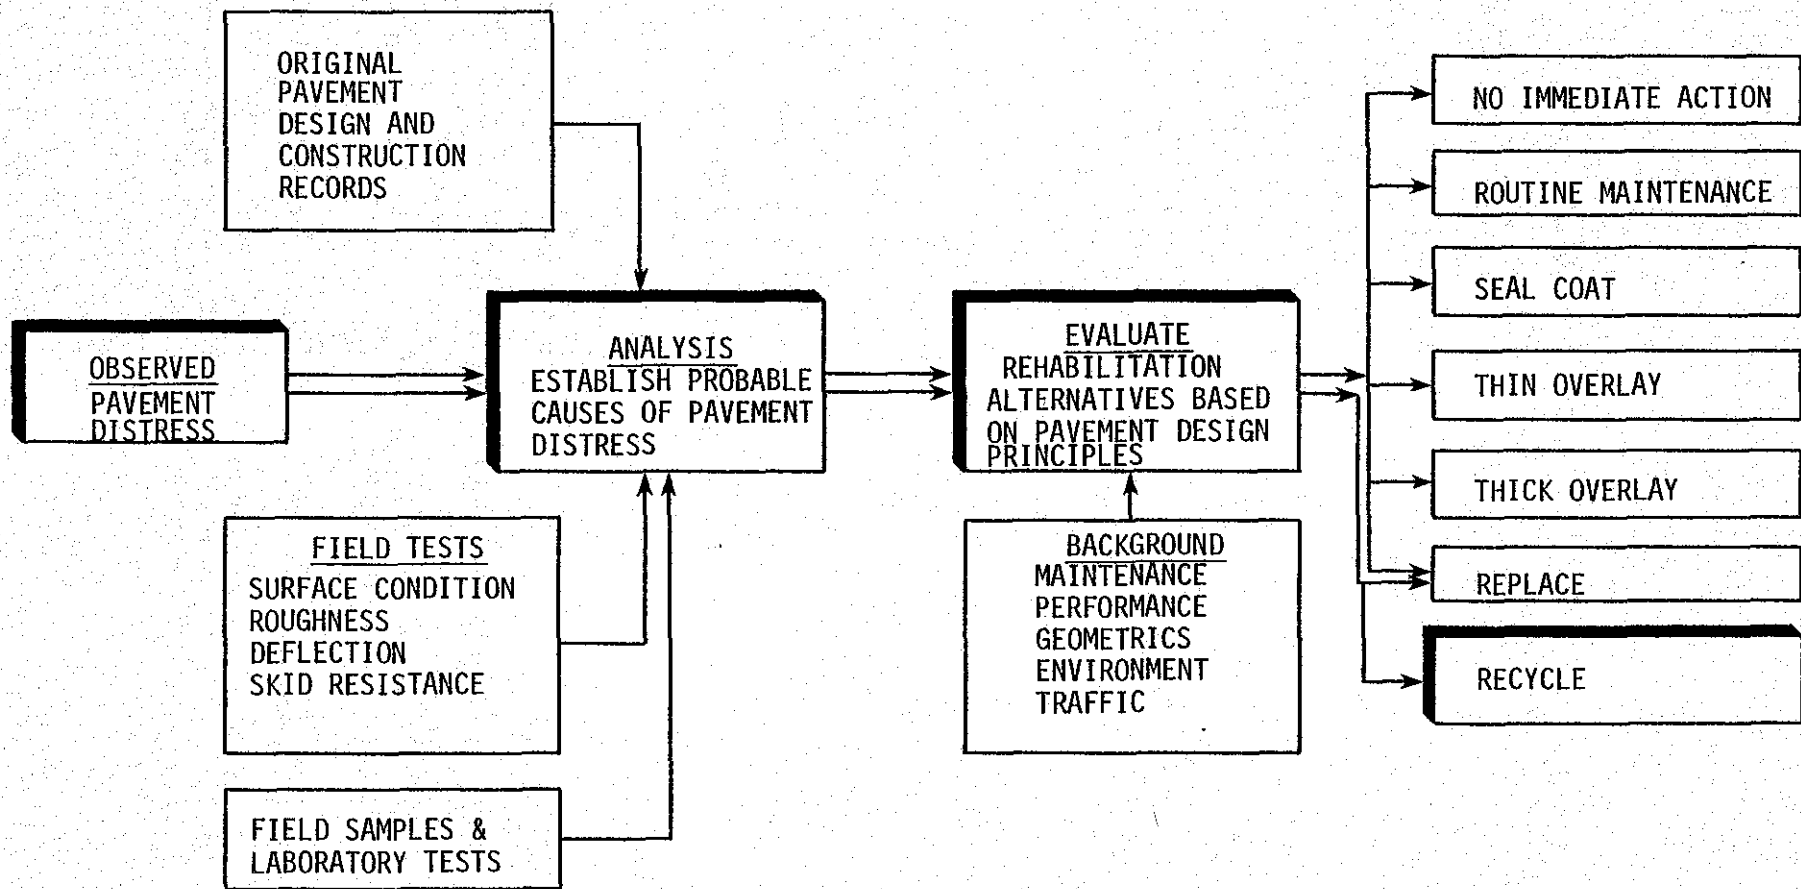 ORIGINAL
PAVEMENT
DESIGN AND
CONSTRUCTION
RECORDS
OBSERVED
PAVEMENT
DISTRESS
ANALYSIS
ESTABLISH PROBABLE
CAUSES OF PAVEMENT
DISTRESS
FIELD TESTS
SURFACE CONDITION
ROUGHNESS
DEFLECTION
SKID RESISTANCE
FIELD SAMPLES &
LABORATORY TESTS
EVALUATE
REHABILITATION
ALTERNATIVES BASED
ON PAVEMENT DESIGN
PRINCIPLES
BACKGROUND
MAINTENANCE
PERFORMANCE
GEOMETRICS
ENVIRONMENT
TRAFFIC
NO IMMEDIATE ACTION
ROUTINE MAINTENANCE
SEAL COAT
THIN OVERLAY
THICK OVERLAY
REPLACE
RECYCLE